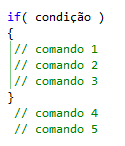 if( condição )
{
// comando 1
// comando 2
// comando 3
}
// comando 4
// comando 5